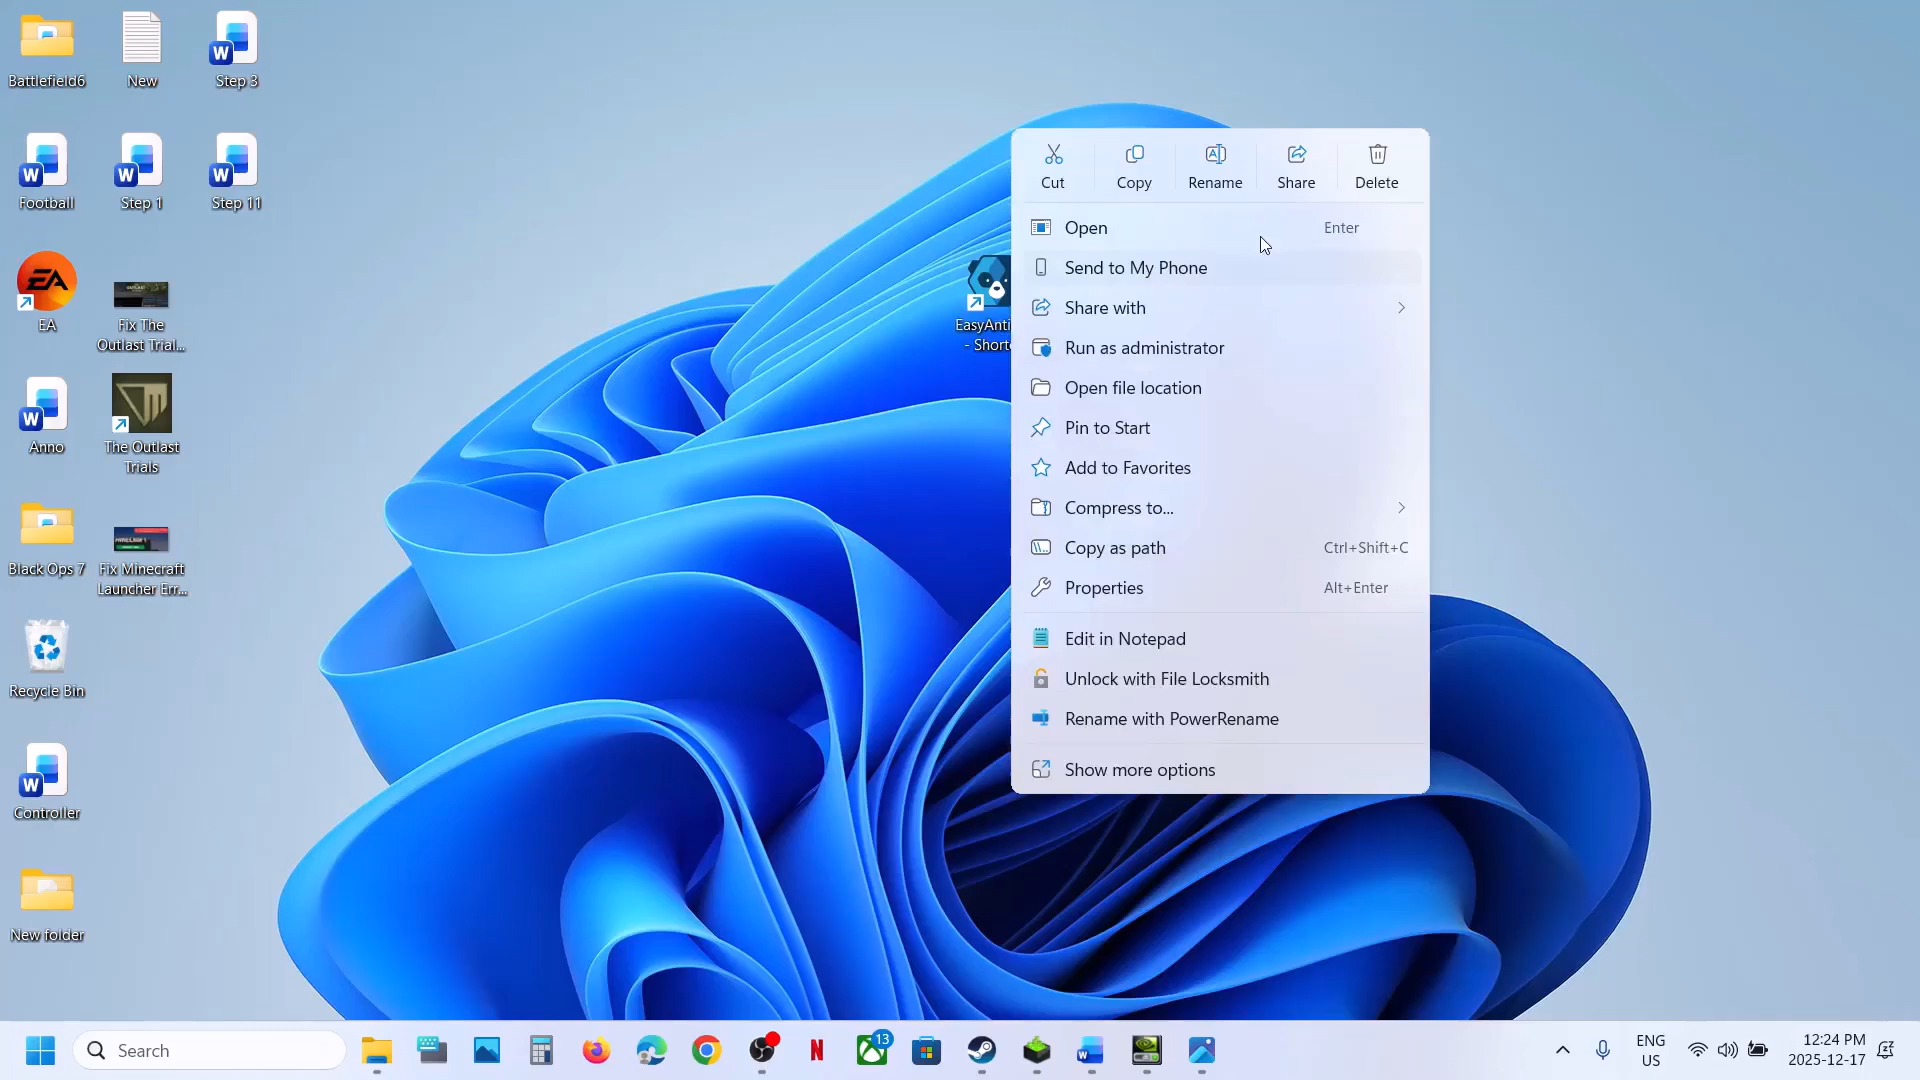 Battlefield6
New
Step 3
Football
Step 1
Step 11
EA
EA
Fix The
Outlast Trial...
Anno
The Outlast
Trials
Black Ops 7
Fix Minecraft
Launcher Err...
Recycle Bin
Controller
New folder
EasyAnti
- Shortc
Cut
Copy
Rename
Share
Delete
Open
Enter
Send to My Phone
Share with
Run as administrator
Open file location
Pin to Start
Add to Favorites
Compress to...
Copy as path
Ctrl+Shift+C
Properties
Alt+Enter
Edit in Notepad
Unlock with File Locksmith
Rename with PowerRename
Show more options
Search
13
ENG
US
12:24 PM
2025-12-17